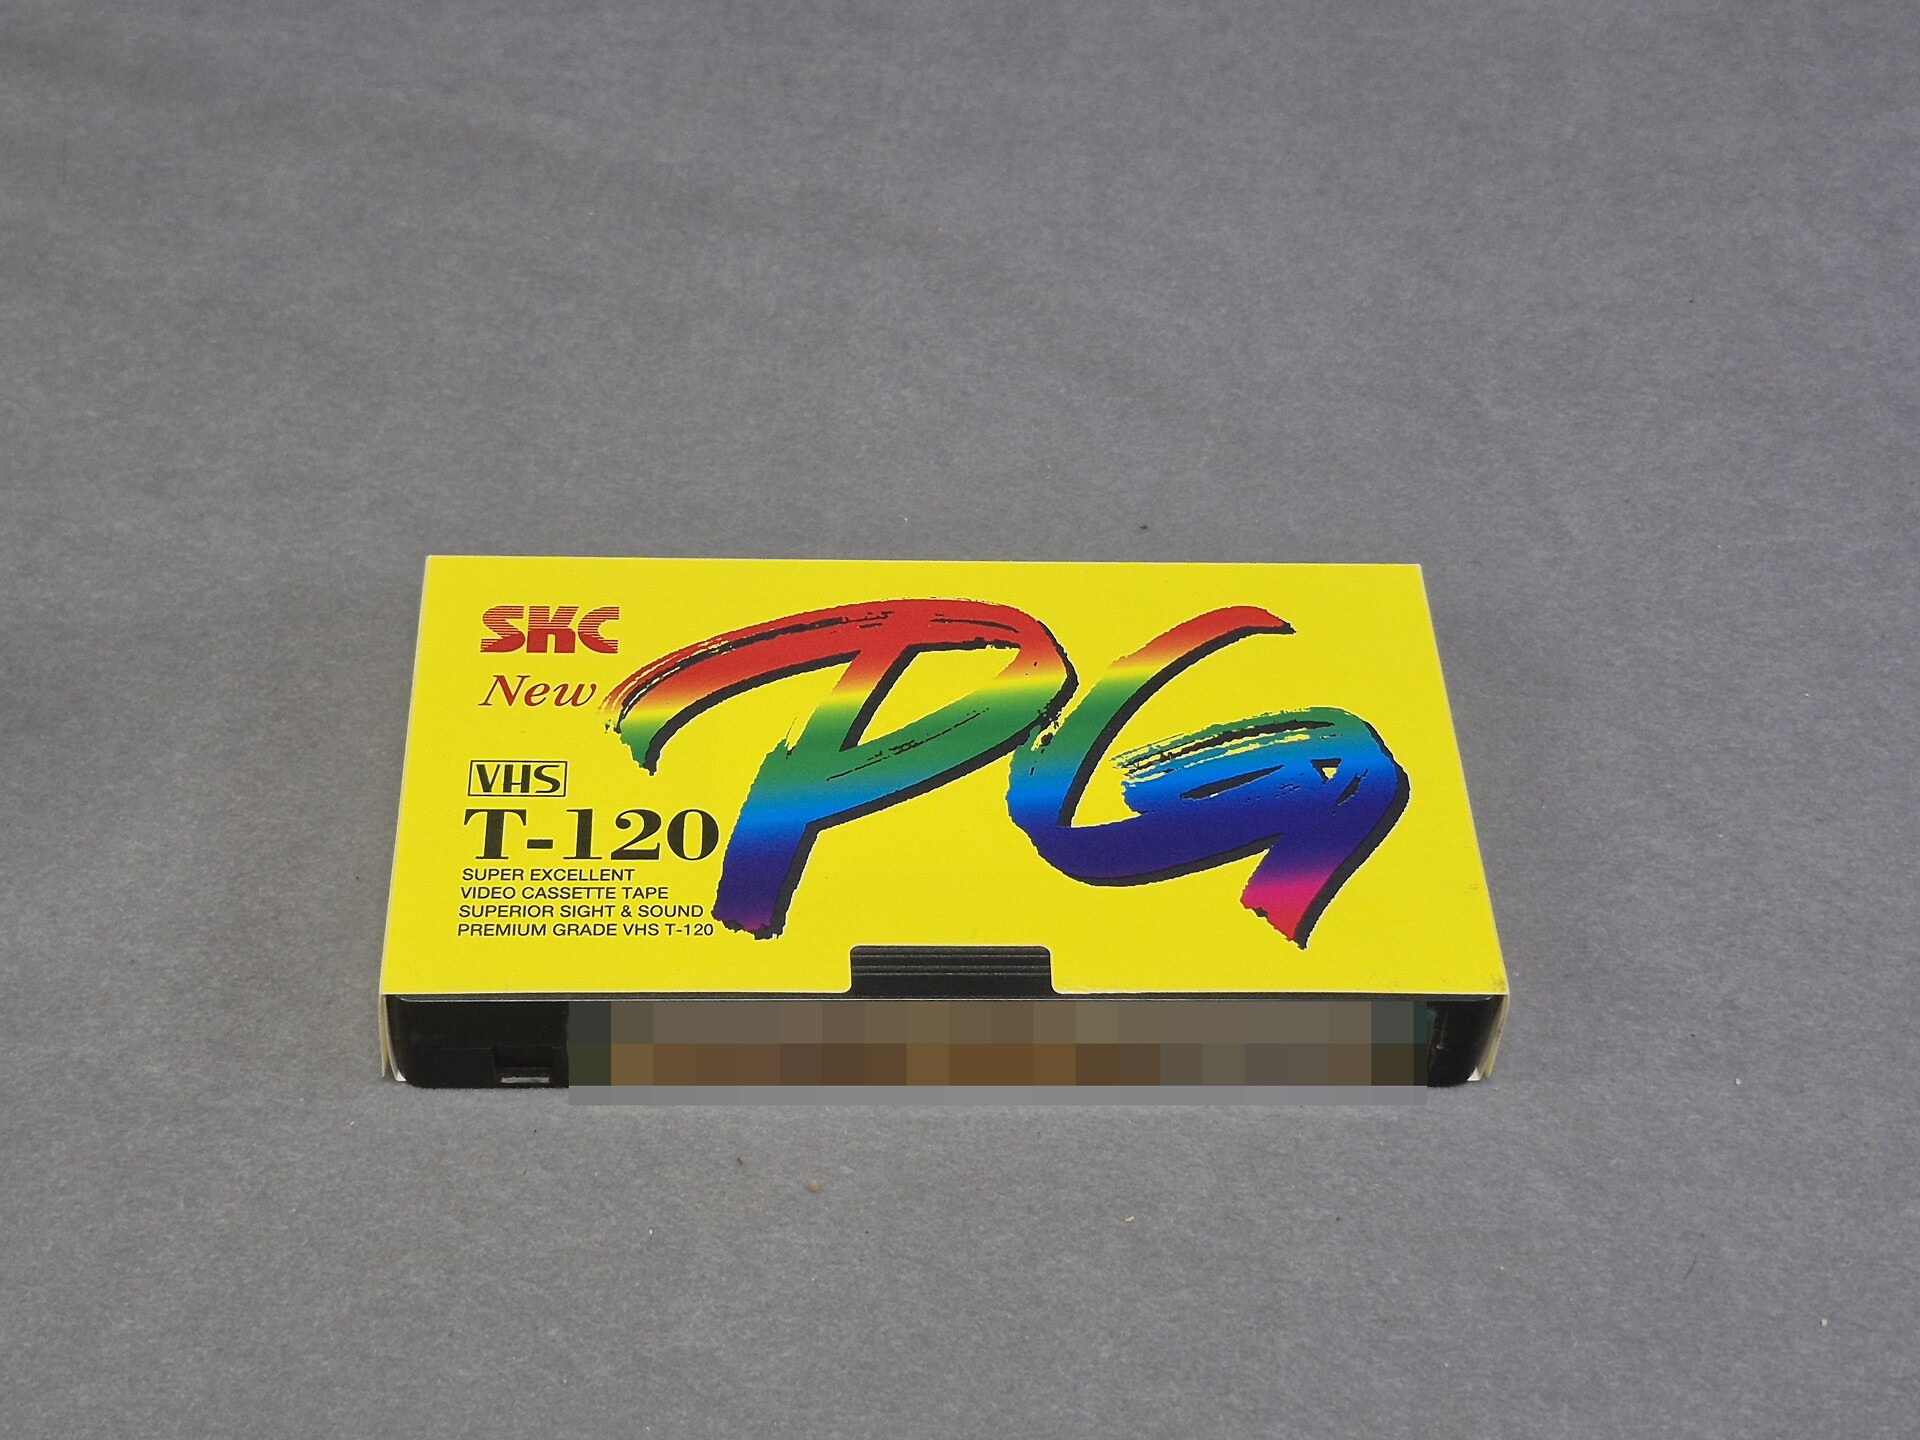 SKC
New
PG
VHS
T-120
SUPER EXCELLENT
VIDEO CASSETTE TAPE
SUPERIOR SIGHT & SOUND
PREMIUM GRADE VHS T-120